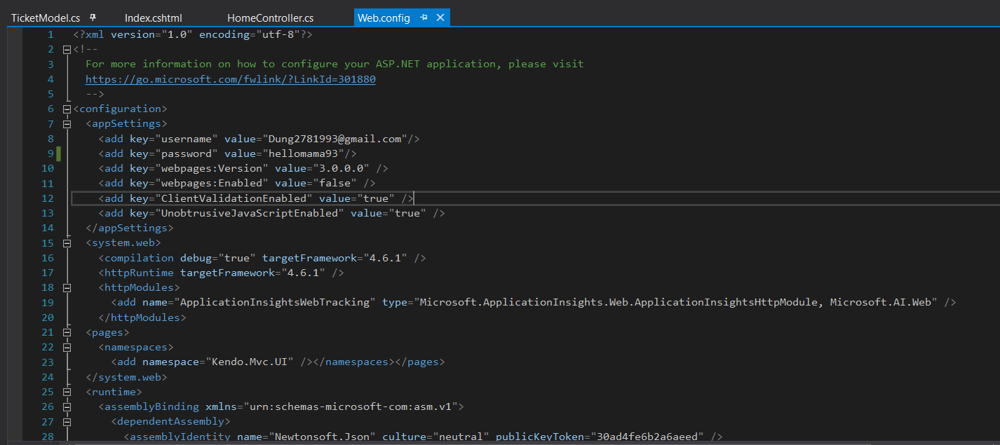 TicketModel.cs Index.cshtml HomeController.cs Web.config
1 <?xml version="1.0" encoding="utf-8"?>
2 <!--
3 For more information on how to configure your ASP.NET application, please visit
4 https://go.microsoft.com/fwlink/?LinkId=301880
5 -->
6 <configuration>
7 <appSettings>
8 <add key="username" value="Dung2781993@gmail.com"/>
9 <add key="password" value="hellomama93"/>
10 <add key="webpages:Version" value="3.0.0.0" />
11 <add key="webpages:Enabled" value="false" />
12 <add key="ClientValidationEnabled" value="true" />
13 <add key="UnobtrusiveJavaScriptEnabled" value="true" />
14 </appSettings>
15 <system.web>
16 <compilation debug="true" targetFramework="4.6.1" />
17 <httpRuntime targetFramework="4.6.1" />
18 <httpModules>
19 <add name="ApplicationInsightsWebTracking" type="Microsoft.ApplicationInsights.Web.ApplicationInsightsHttpModule, Microsoft.AI.Web" />
20 </httpModules>
21 <pages>
22 <namespaces>
23 <add namespace="Kendo.Mvc.UI" /></namespaces></pages>
24 </system.web>
25 <runtime>
26 <assemblyBinding xmlns="urn:schemas-microsoft-com:asm.v1">
27 <dependentAssembly>
28 <assemblyIdentity name="Newtonsoft.Json" culture="neutral" publicKeyToken="30ad4fe6b2a6aeed" />